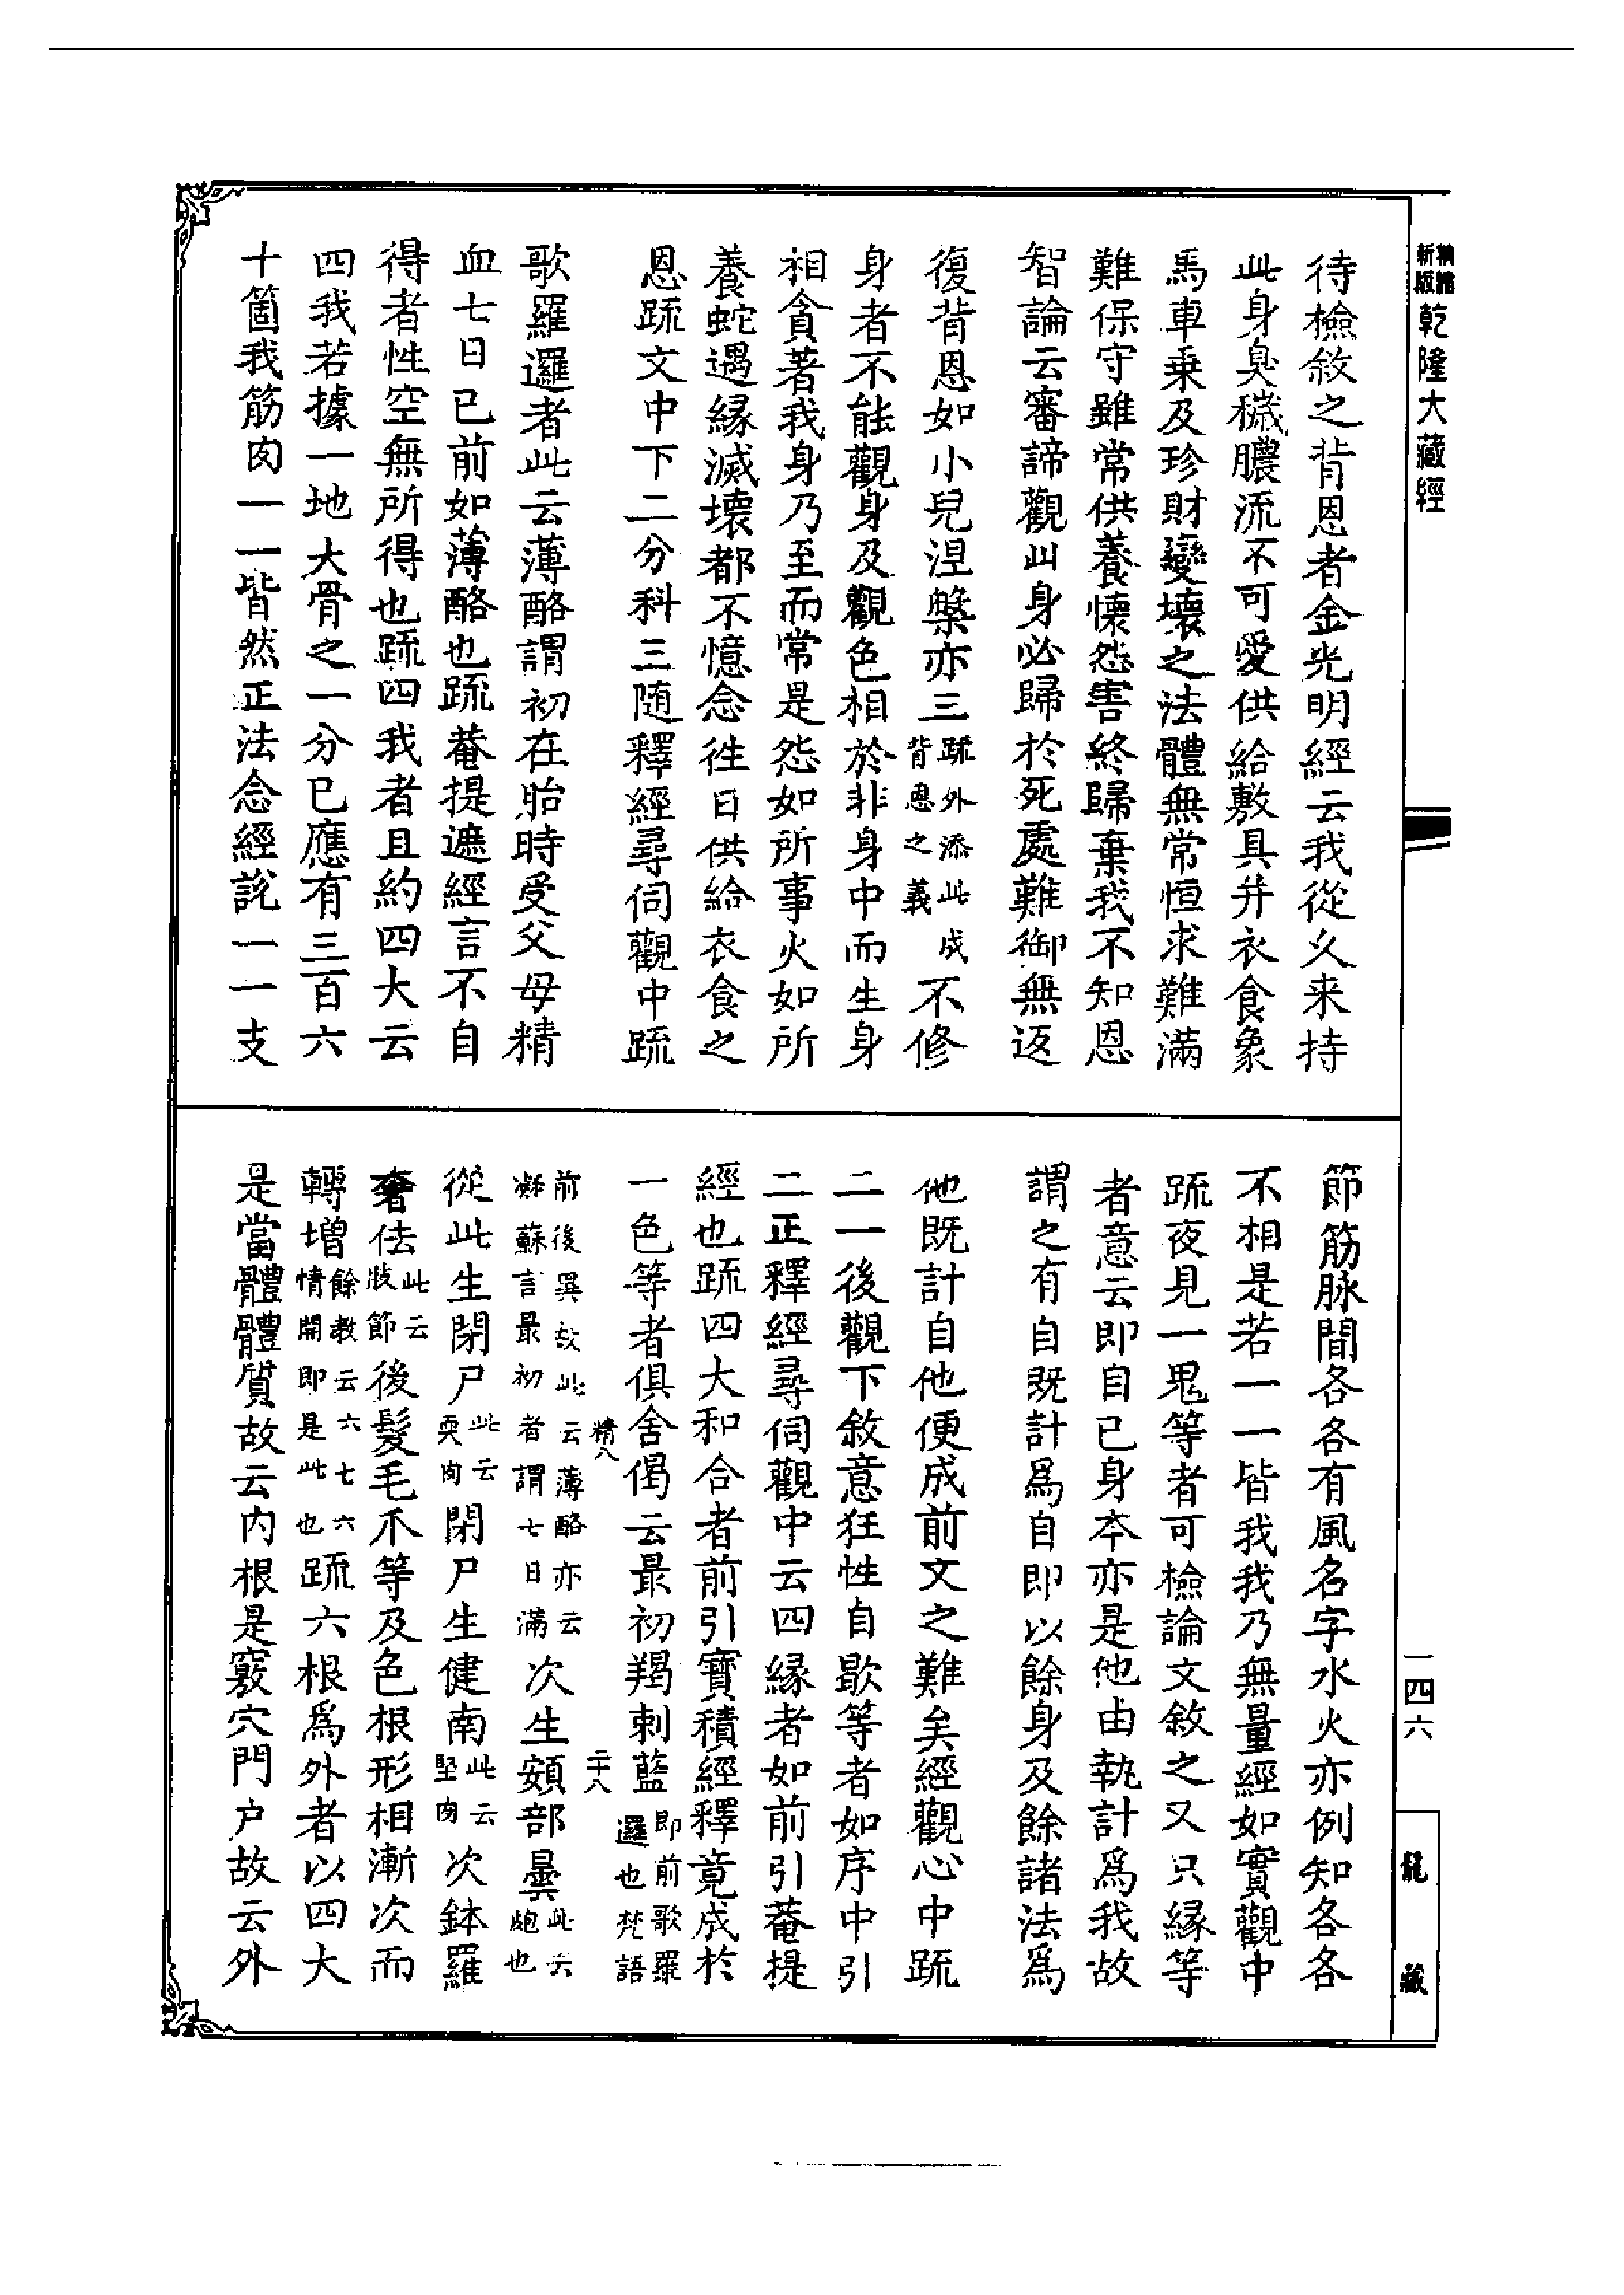 新版
精縮
乾隆大藏經
待檢敘之背恩者金光明經云我從乆来持
此身臭穢膿流不可愛供給敷具并衣食象
馬車乗及珍財變壞之法體無常恒求難滿
難保守雖常供養懐怨害終歸棄我不知恩
智論云審諦觀此身必歸於死處難御無返
復背恩如小兒涅槃亦三疏外添此成背恩之義不修
身者不能觀身及觀色相於非身中而生身
相貪著我身乃至而常是怨如所事火如所
養蛇遇緣滅壞都不憶念徃日供給衣食之
恩疏文中下二分科三随釋經尋伺觀中疏
歌羅邏者此云薄酪謂初在胎時受父母精
血七日已前如薄酪也疏菴提遮經言不自
得者性空無所得也疏四我者且約四大云
四我若據一地大骨之一分已應有三百六
十箇我筋肉一一皆然正法念經說一一支
節筋脉間各各有風名字水火亦例知各各
不相是若一一皆我我乃無量經如實觀中
疏夜見一鬼等者可檢論文敘之又只緣等
者意云即自已身夲亦是他由執計爲我故
謂之有自既計爲自即以餘身及餘諸法爲
他既計自他便成前文之難矣經觀心中疏
二一後觀下敘意狂性自歇等者如序中引
二正釋經尋伺觀中云四緣者如前引菴提
經也疏四大和合者前引寶積經釋竟成於
一色等者俱舍偈云最初羯剌藍即前歌羅邏也梵語
精八
二十八
前後異故此云薄酪亦云凝蘇言最初者謂七日滿次生頞部曇此云皰也
從此生閉尸此云耎肉閉尸生健南此云堅肉次鉢羅
奢佉此云肢節後髮毛爪等及色根形相漸次而
轉增餘教云六七六情開即是此也疏六根爲外者以四大
是當體體質故云内根是竅穴門户故云外
一四六
龍藏